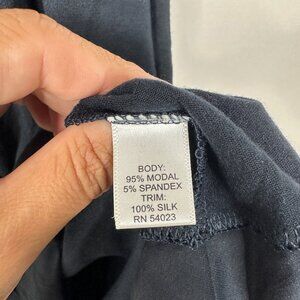 BODY:
95% MODAL
5% SPANDEX
TRIM:
100% SILK
RN 54023